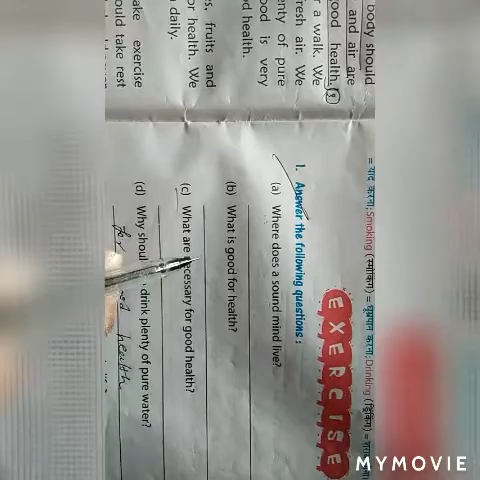 body should
and air are
good health.
r a walk. We
resh air. We
enty of pure
ood is very
d health.
s, fruits and
or health. We
daily.
ake exercise
ould take rest
= याद करना; Smoking (स्मोकिंग) = धूम्रपान करना; Drinking (ड्रिंकिंग) =
EXERCISE
1. Answer the following questions :
(a) Where does a sound mind live?
(b) What is good for health?
(c) What are necessary for good health?
(d) Why shoul drink plenty of pure water?
health
MYMOVIE